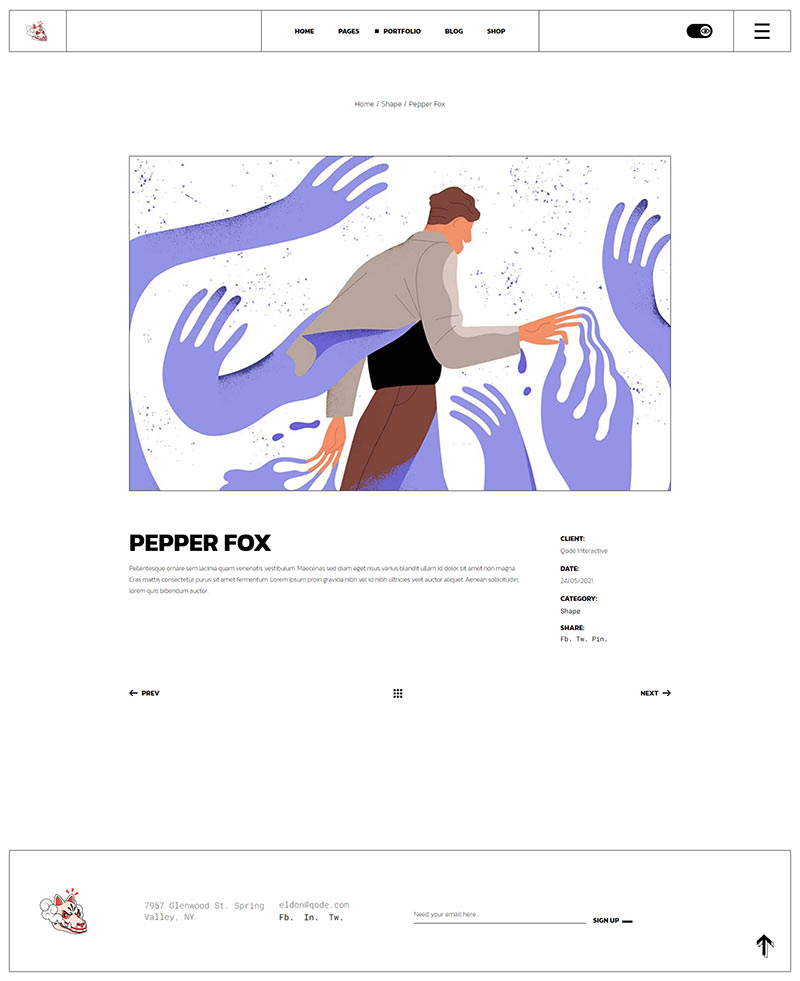 HOME PAGES PORTFOLIO BLOG SHOP
Home / Shape / Pepper Fox
PEPPER FOX
Pellentesque ornare sem lacinia quam venenatis vestibulum. Maecenas sed diam eget risus varius blandit ullam id dolor sit amet non magna.
Cras mattis consectetur purus sit amet fermentum. Lorem Ipsum proin gravida nibh vel id nibh ultricies velit auctor aliquet. Aenean sollicitudin,
lorem quis bibendum auctor.
CLIENT:
Qode Interactive
DATE:
24/05/2021
CATEGORY:
Shape
SHARE:
Fb. Tw. Pin.
PREV
NEXT
7957 Glenwood St. Spring
Valley, NY
eldon@qode.com
Fb. In. Tw.
Need your email here..
SIGN UP